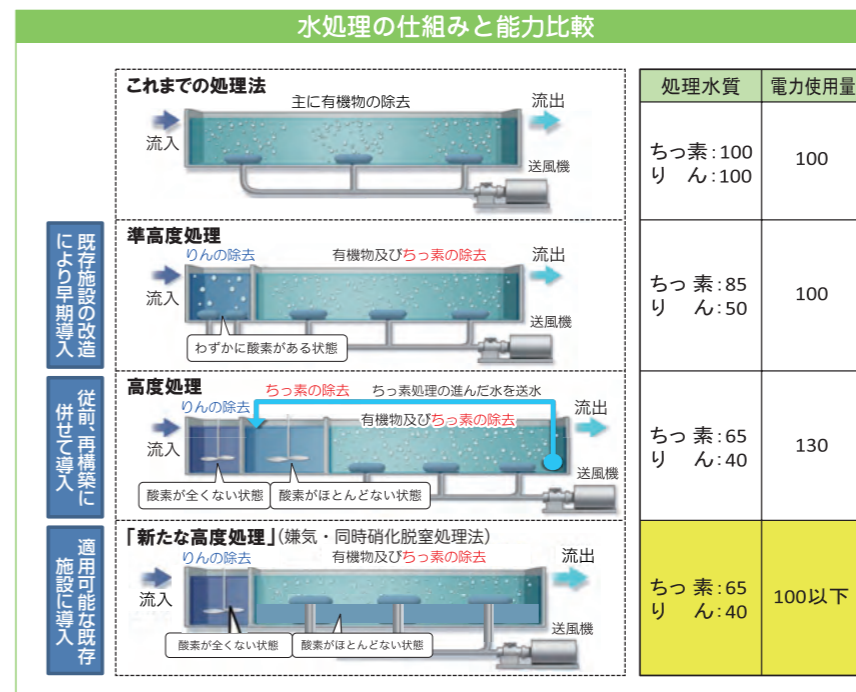 水処理の仕組みと能力比較
処理水質
電力使用量
これまでの処理法
主に有機物の除去
流入
流出
送風機
ちっ素:100
り ん:100
100
既存施設の改造
により早期導入
準高度処理
りんの除去
有機物及びちっ素の除去
流入
流出
わずかに酸素がある状態
送風機
ちっ素:85
り ん:50
100
従前、再構築に
併せて導入
高度処理
ちっ素の除去
ちっ素処理の進んだ水を送水
りんの除去
有機物及びちっ素の除去
流入
流出
酸素が全くない状態
酸素がほとんどない状態
送風機
ちっ素:65
り ん:40
130
適用可能な既存
施設に導入
「新たな高度処理」(嫌気・同時硝化脱窒処理法)
りんの除去
有機物及びちっ素の除去
流入
流出
酸素が全くない状態
酸素がほとんどない状態
送風機
ちっ素:65
り ん:40
100以下